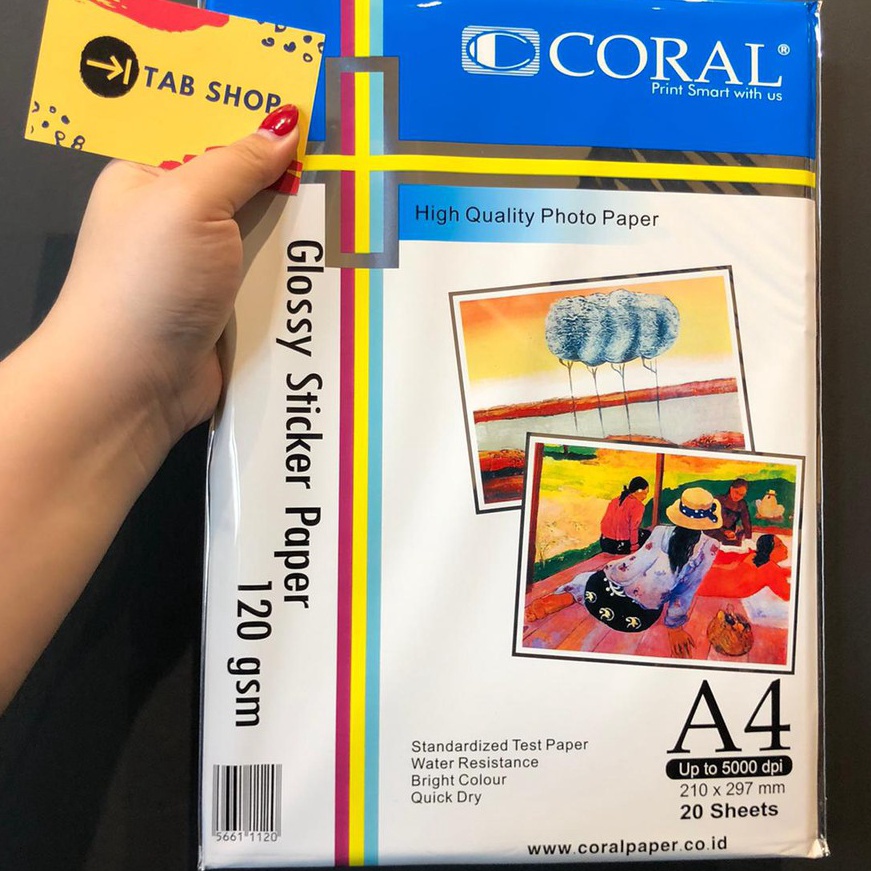 TAB SHOP
CORAL®
Print Smart with us
High Quality Photo Paper
Glossy Sticker Paper
120 gsm
Standardized Test Paper
Water Resistance
Bright Colour
Quick Dry
A4
Up to 5000 dpi
210 x 297 mm
20 Sheets
5661 1120
www.coralpaper.co.id